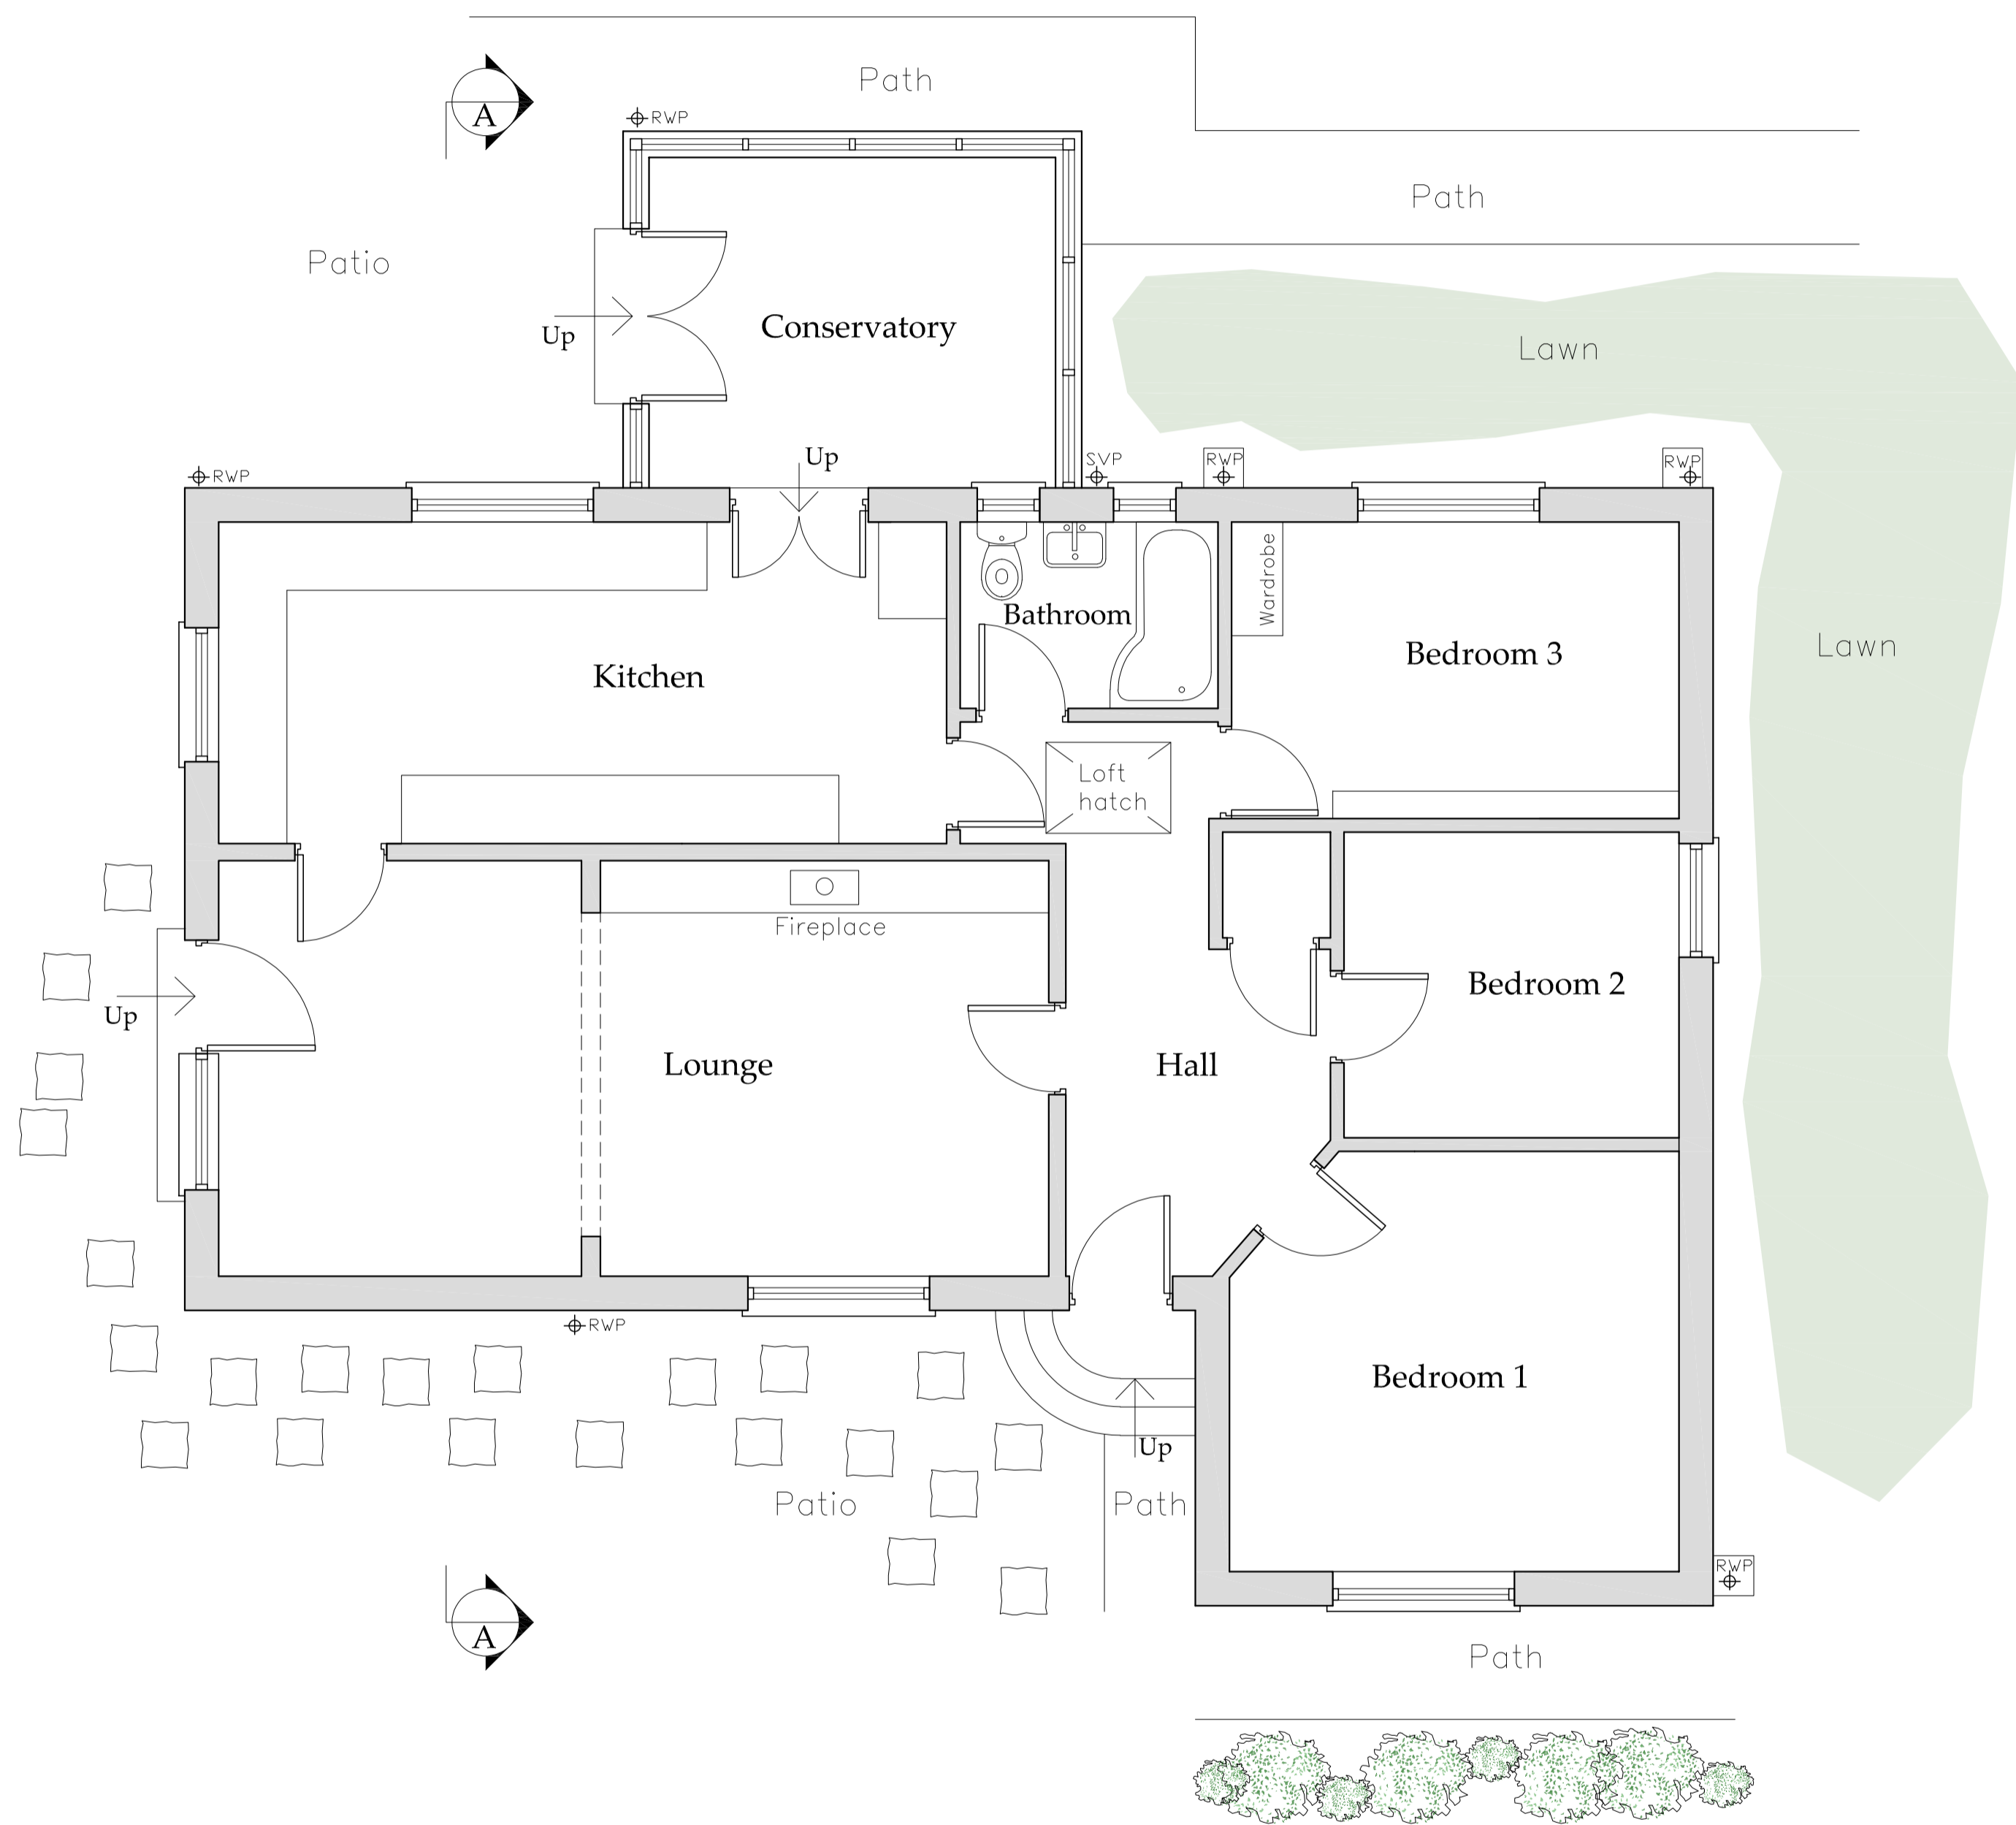 Path
A
RWP
Path
Patio
Conservatory
Up
Lawn
Up
SVP
RWP
RWP
RWP
Wardrobe
Bathroom
Kitchen
Bedroom 3
Lawn
Loft
hatch
Fireplace
Bedroom 2
Up
Lounge
Hall
RWP
Bedroom 1
Up
Patio
Path
RWP
A
Path